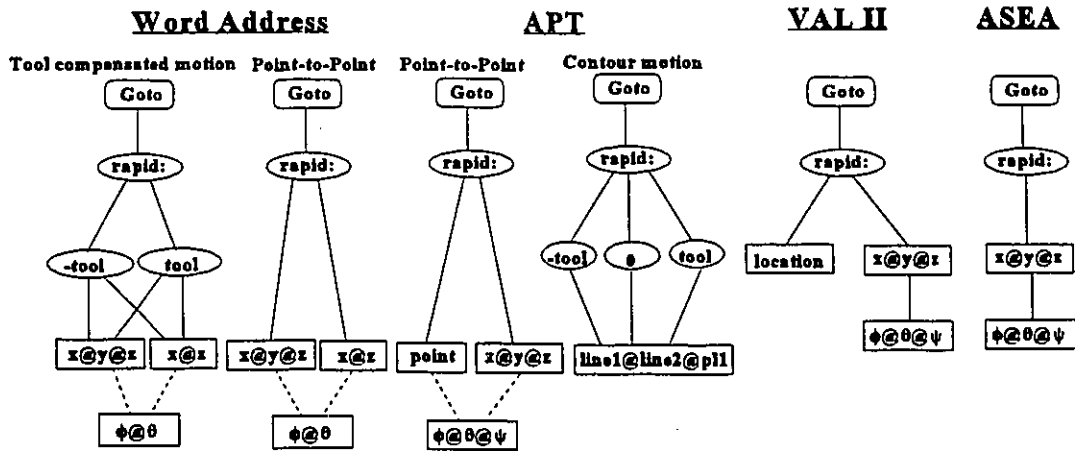 Word Address APT VAL II ASEA
Tool compensated motion Point-to-Point Point-to-Point Contour motion
Goto Goto Goto Goto Goto Goto
rapid: rapid: rapid: rapid: rapid: rapid:
-tool tool -tool tool location x@y@z x@y@z
x@y@z x@z x@y@z x@z point x@y@z line1@line2@pl1 ϕ@θ@ψ ϕ@θ@ψ
ϕ@θ ϕ@θ ϕ@θ@ψ